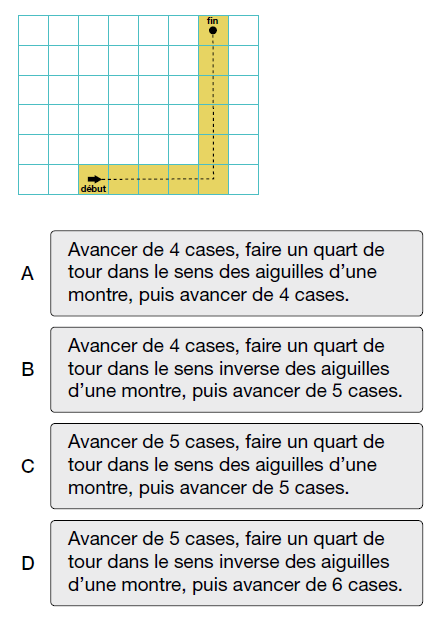 fin
début
A
Avancer de 4 cases, faire un quart de
tour dans le sens des aiguilles d’une
montre, puis avancer de 4 cases.
B
Avancer de 4 cases, faire un quart de
tour dans le sens inverse des aiguilles
d’une montre, puis avancer de 5 cases.
C
Avancer de 5 cases, faire un quart de
tour dans le sens des aiguilles d’une
montre, puis avancer de 5 cases.
D
Avancer de 5 cases, faire un quart de
tour dans le sens inverse des aiguilles
d’une montre, puis avancer de 6 cases.